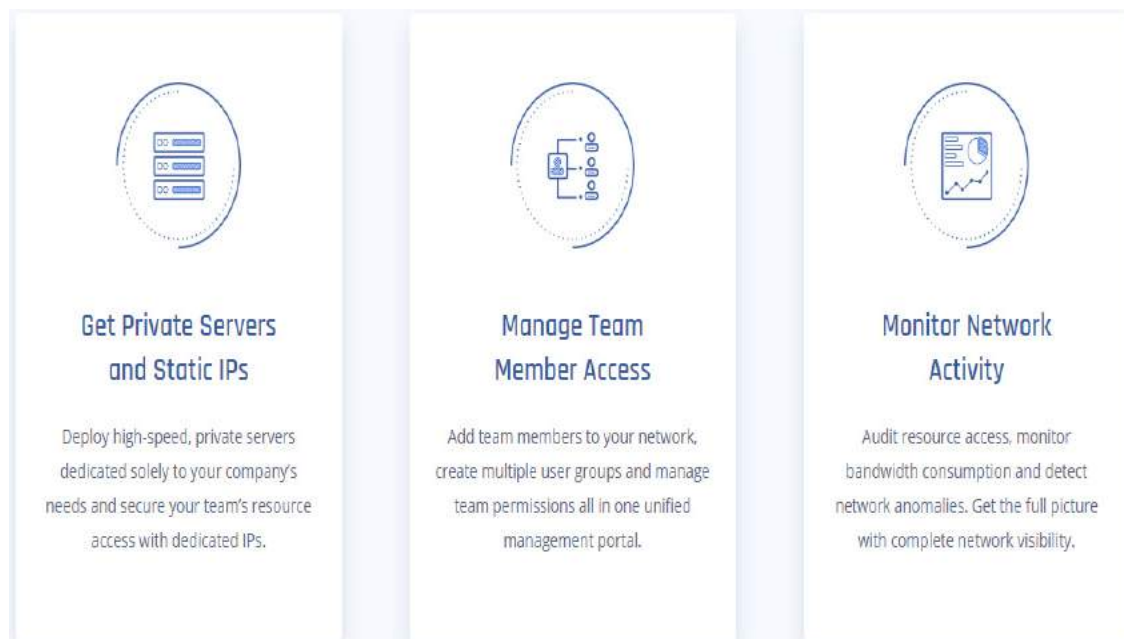 Get Private Servers
and Static IPs
Deploy high-speed, private servers
dedicated solely to your company's
needs and secure your team's resource
access with dedicated IPs.
Manage Team
Member Access
Add team members to your network,
create multiple user groups and manage
team permissions all in one unified
management portal.
Monitor Network
Activity
Audit resource access, monitor
bandwidth consumption and detect
network anomalies. Get the full picture
with complete network visibility.